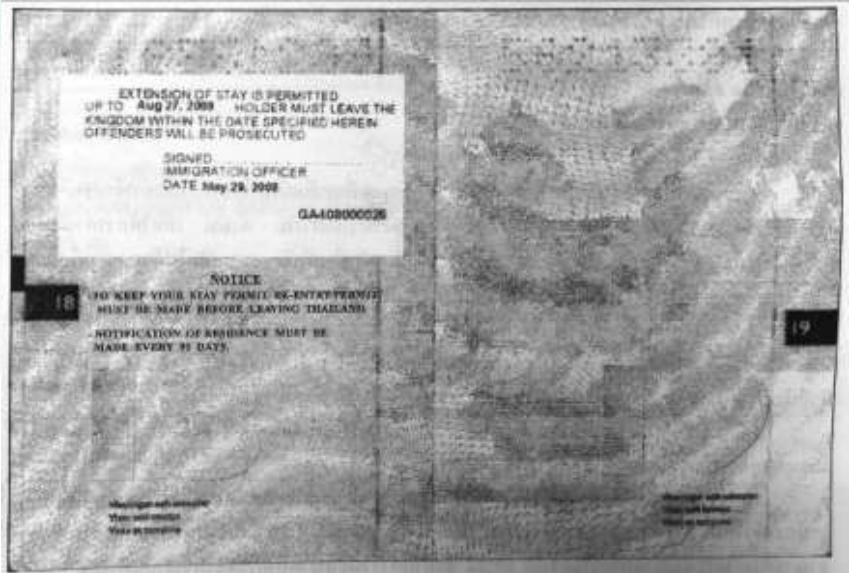 EXTENSION OF STAY IS PERMITTED
UP TO Aug 27, 2009 HOLDER MUST LEAVE THE
KINGDOM WITHIN THE DATE SPECIFIED HEREIN
OFFENDERS WILL BE PROSECUTED
SIGNED
IMMIGRATION OFFICER
DATE May 29, 2008
NOTICE
TO KEEP YOUR STAY PERMIT RE-ENTRY PERMIT
MUST BE MADE BEFORE LEAVING THAILAND
NOTIFICATION OF RESIDENCE MUST BE
MADE EVERY 90 DAYS.
18
19